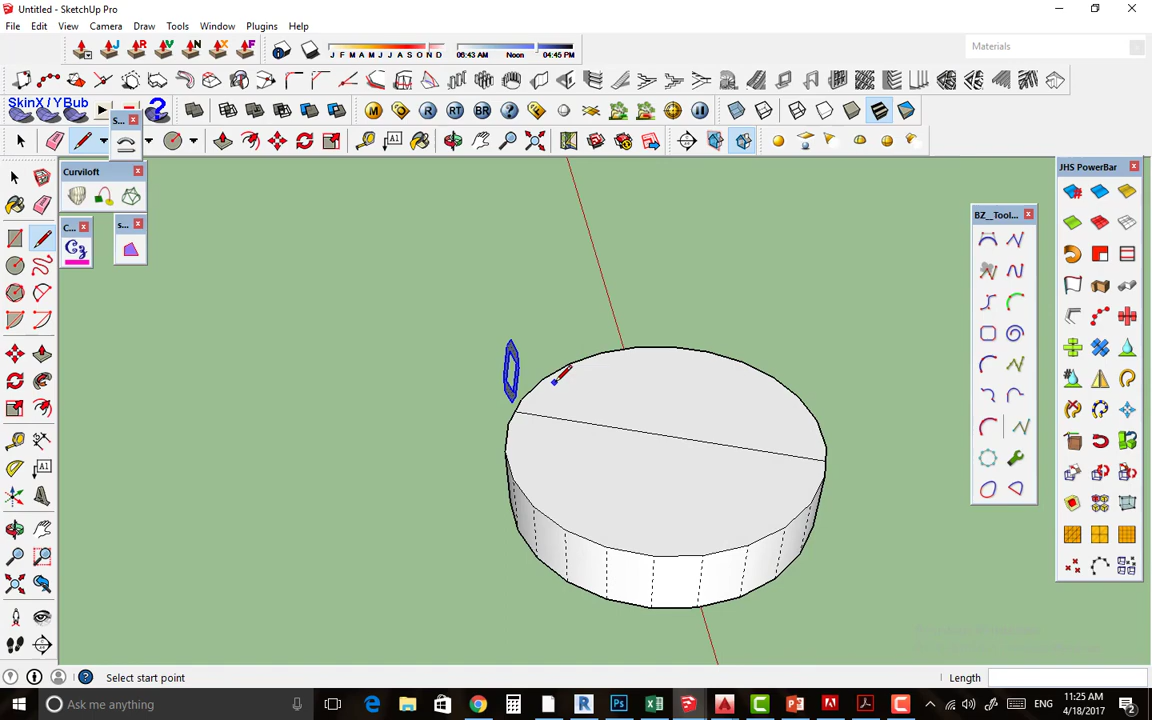 Untitled - SketchUp Pro
File Edit View Camera Draw Tools Window Plugins Help
J F M A M J J A S O N D
06:43 AM Noon 04:45 PM
Materials
SkinX / YBub
S...
Curviloft
C...
s...
JHS PowerBar
BZ__Tool...
Select start point
Length
Ask me anything
ENG
11:25 AM
4/18/2017